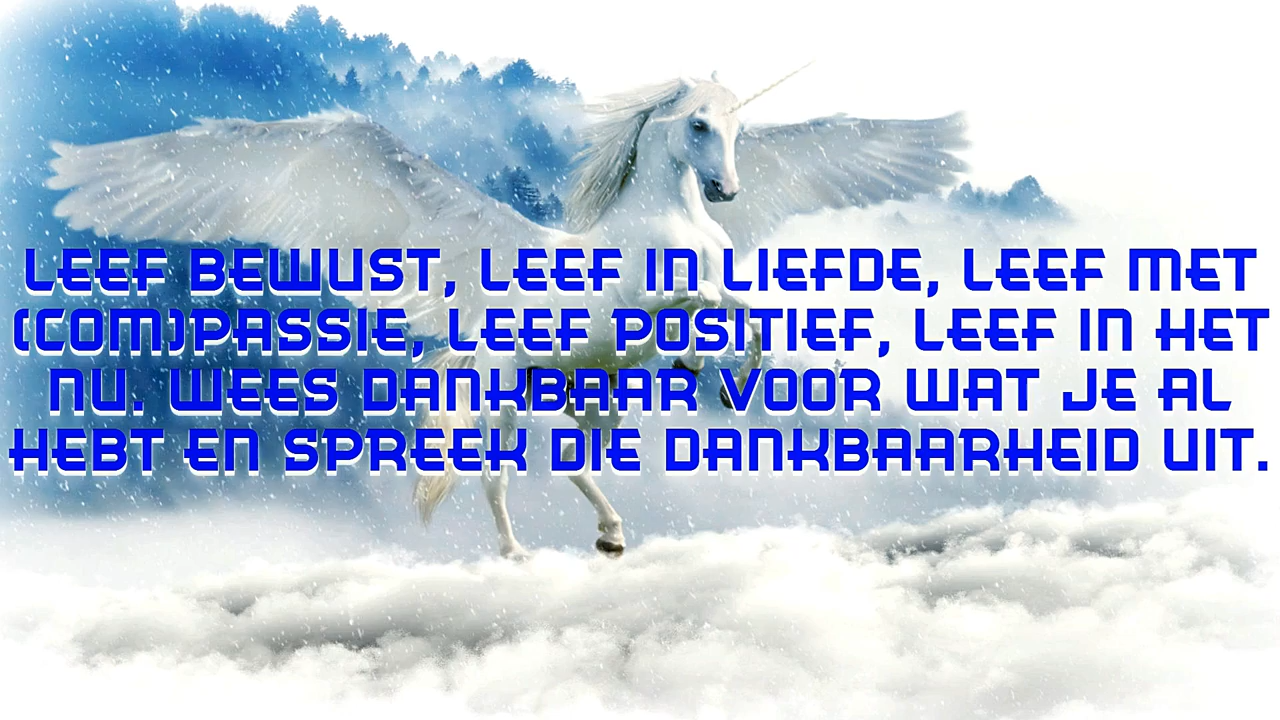 LEEF BEWUST, LEEF IN LIEFDE, LEEF MET
(COM)PASSIE, LEEF POSITIEF, LEEF IN HET
NU. WEES DANKBAAR VOOR WAT JE AL
HEBT EN SPREEK DIE DANKBAARHEID UIT.